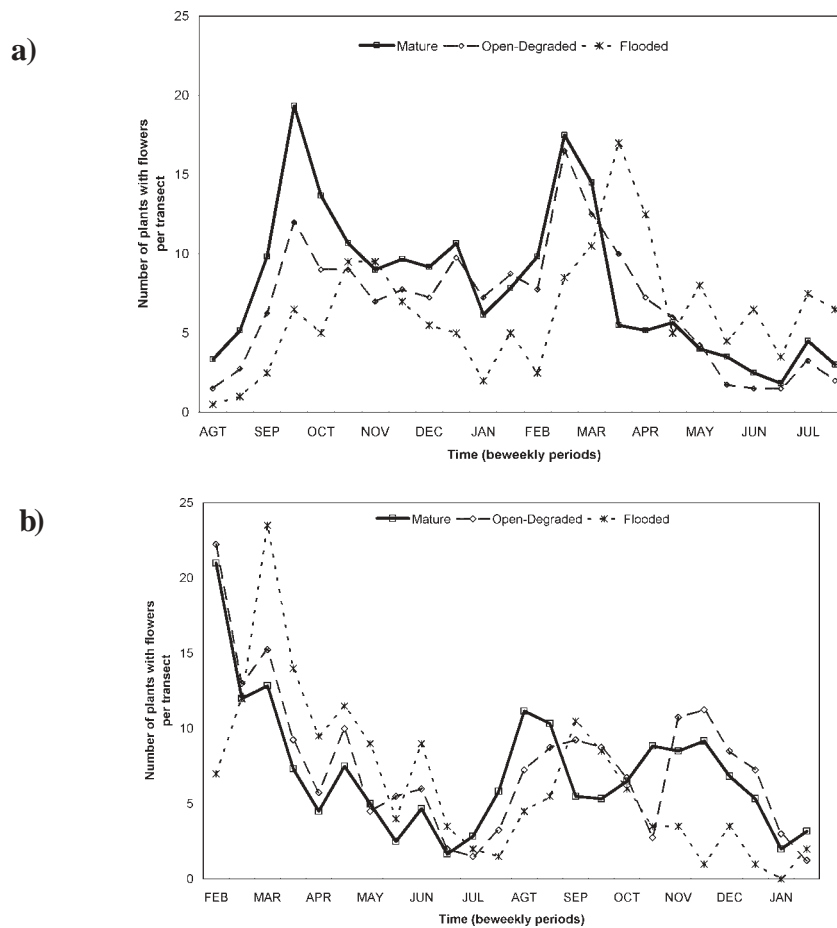 a)
25
20
15
10
5
0
Number of plants with flowers
per transect
Mature Open-Degraded Flooded
AGT SEP OCT NOV DEC JAN FEB MAR APR MAY JUN JUL
Time (beweekly periods)
b)
25
20
15
10
5
0
Number of plants with flowers
per transect
Mature Open-Degraded Flooded
FEB MAR APR MAY JUN JUL AGT SEP OCT NOV DEC JAN
Time (beweekly periods)